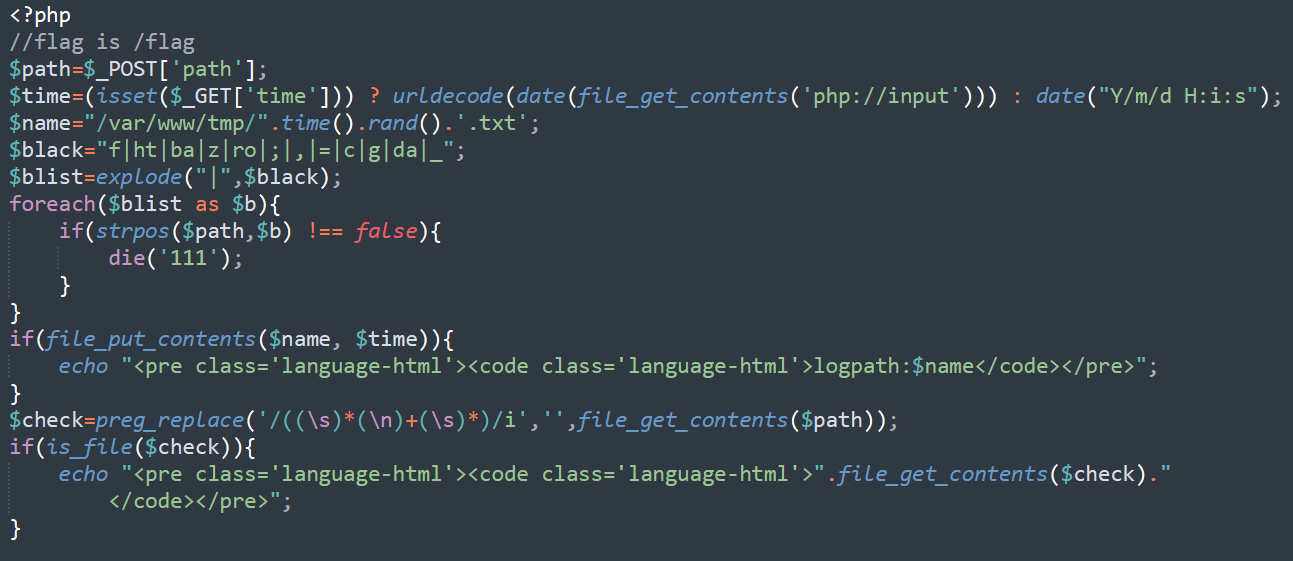 <?php
//flag is /flag
$path=$_POST['path'];
$time=(isset($_GET['time'])) ? urldecode(date(file_get_contents('php://input'))) : date("Y/m/d H:i:s");
$name="/var/www/tmp/".time().rand().'.txt';
$black="f|ht|ba|z|ro|;|,|=|c|g|da|_";
$blist=explode("|",$black);
foreach($blist as $b){
    if(strpos($path,$b) !== false){
        die('111');
    }
}
if(file_put_contents($name, $time)){
    echo "<pre class='language-html'><code class='language-html'>logpath:$name</code></pre>";
}
$check=preg_replace('/((\s)*(\n)+(\s)*)/i','',file_get_contents($path));
if(is_file($check)){
    echo "<pre class='language-html'><code class='language-html'>".file_get_contents($check)."
        </code></pre>";
}